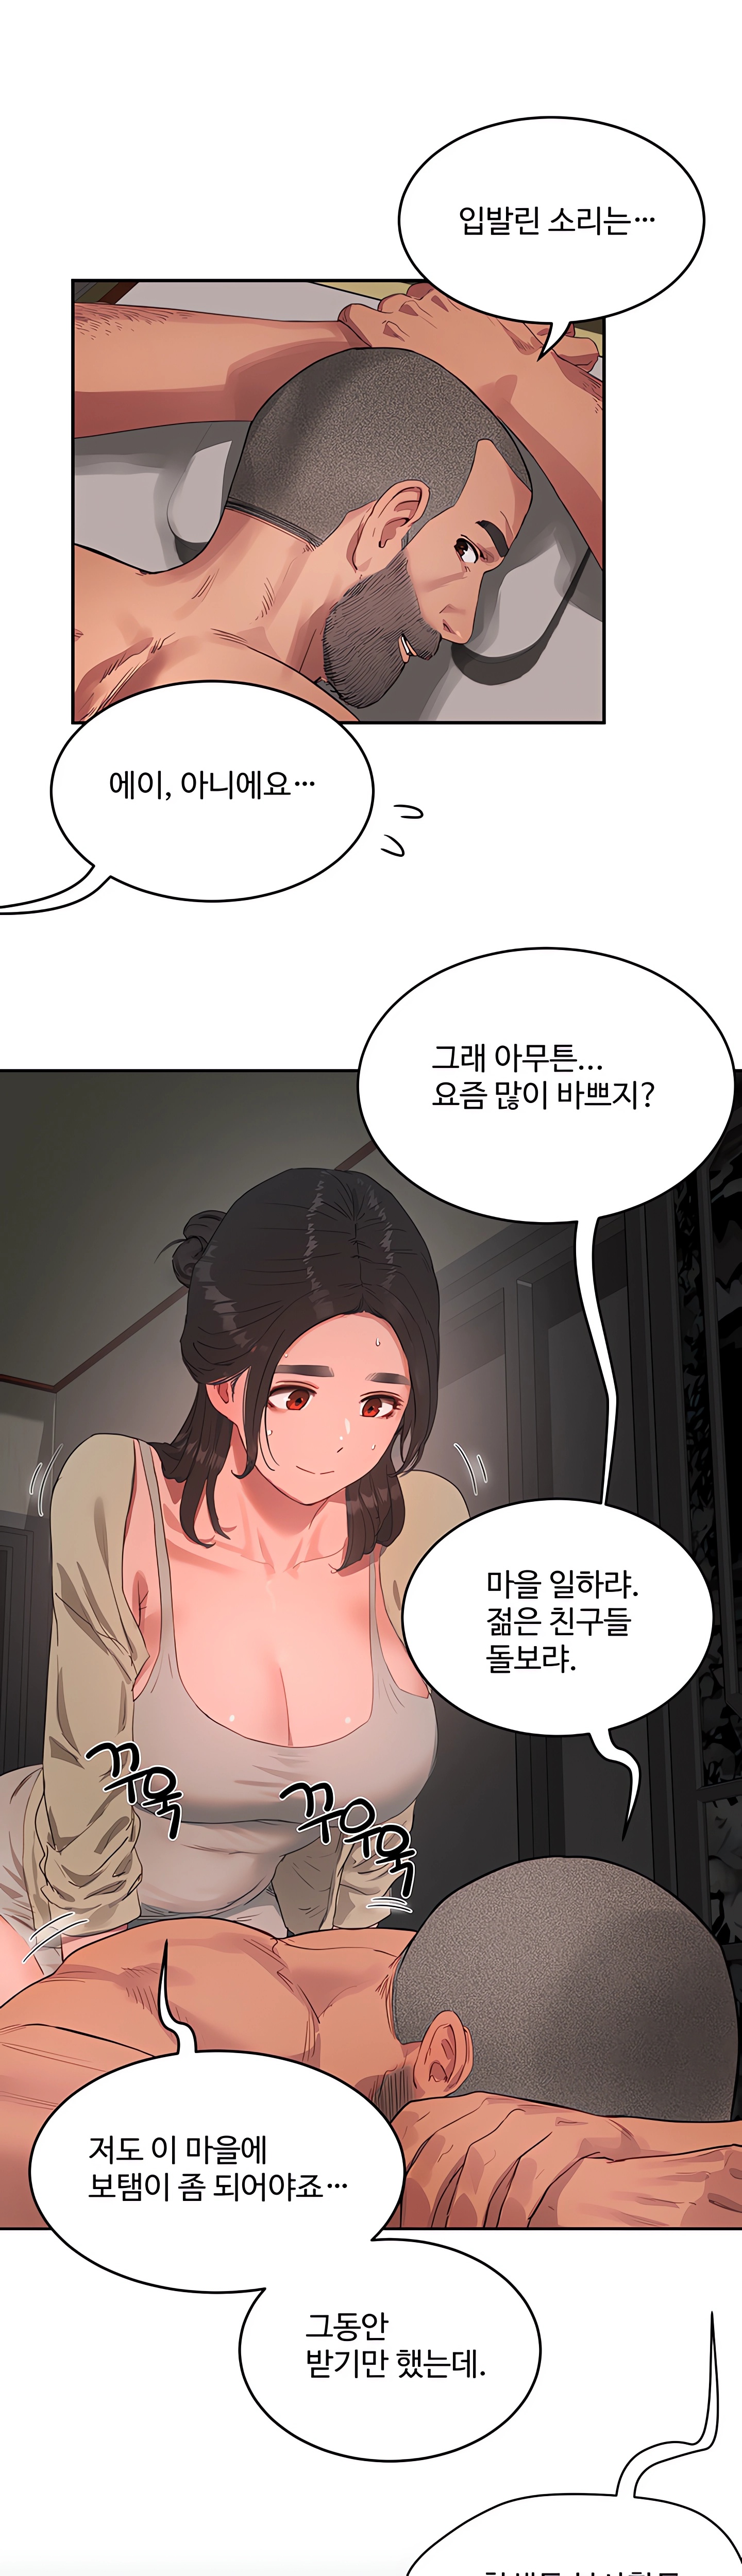 입발린 소리는…
에이, 아니에요…
그래 아무튼...
요즘 많이 바쁘지?
마을 일하랴.
젊은 친구들
돌보랴.
꾸욱
꾸우욱
저도 이 마을에
보탬이 좀 되어야죠…
그동안
받기만 했는데.